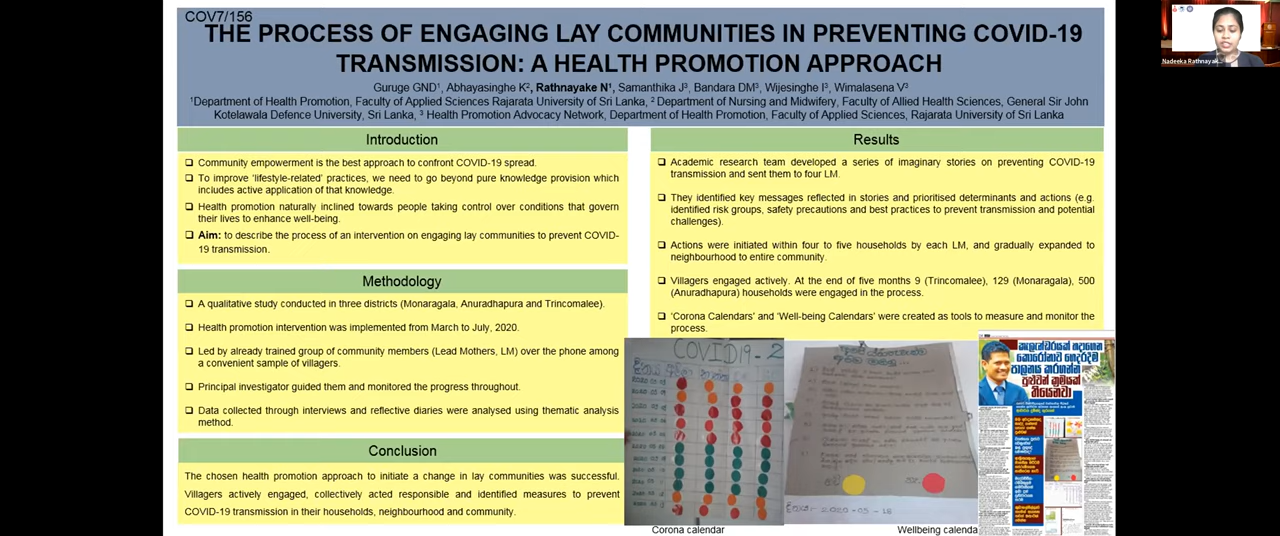 COV7/156
THE PROCESS OF ENGAGING LAY COMMUNITIES IN PREVENTING COVID-19
TRANSMISSION: A HEALTH PROMOTION APPROACH
Guruge GND¹, Abhayasinghe K², Rathnayake N¹, Samanthika J³, Bandara DM³, Wijesinghe I³, Wimalasena V³
¹Department of Health Promotion, Faculty of Applied Sciences Rajarata University of Sri Lanka, ² Department of Nursing and Midwifery, Faculty of Allied Health Sciences, General Sir John
Kotelawala Defence University, Sri Lanka, ³ Health Promotion Advocacy Network, Department of Health Promotion, Faculty of Applied Sciences, Rajarata University of Sri Lanka
Nadeeka Rathnayak
Introduction
❑ Community empowerment is the best approach to confront COVID-19 spread.
❑ To improve 'lifestyle-related' practices, we need to go beyond pure knowledge provision which
includes active application of that knowledge.
❑ Health promotion naturally inclined towards people taking control over conditions that govern
their lives to enhance well-being.
❑ Aim: to describe the process of an intervention on engaging lay communities to prevent COVID-
19 transmission.
Methodology
❑ A qualitative study conducted in three districts (Monaragala, Anuradhapura and Trincomalee).
❑ Health promotion intervention was implemented from March to July, 2020.
❑ Led by already trained group of community members (Lead Mothers, LM) over the phone among
a convenient sample of villagers.
❑ Principal investigator guided them and monitored the progress throughout.
❑ Data collected through interviews and reflective diaries were analysed using thematic analysis
method.
Conclusion
The chosen health promotion approach to initiate a change in lay communities was successful.
Villagers actively engaged, collectively and responsible and identified measures to prevent
COVID-19 transmission in their households, neighbourhood and community.
Results
❑ Academic research team developed a series of imaginary stories on preventing COVID-19
transmission and sent them to four LM.
❑ They identified key messages reflected in stories and prioritised determinants and actions (e.g.
identified risk groups, safety precautions and best practices to prevent transmission and potential
challenges).
❑ Actions were initiated within four to five households by each LM, and gradually expanded to
neighbourhood to entire community.
❑ Villagers engaged actively. At the end of five months 9 (Trincomalee), 129 (Monaragala), 500
(Anuradhapura) households were engaged in the process.
❑ 'Corona Calendars' and 'Well-being Calendars' were created as tools to measure and monitor the
process.
COVID19-2
කැලැන්ඩරයක් හදාගෙන
කොරෝනාව ගෙදරදීම
පාලනය කරගන්න
පුළුවන් ක්‍රමයක්
තියෙනවා
Corona calendar
Wellbeing calenda